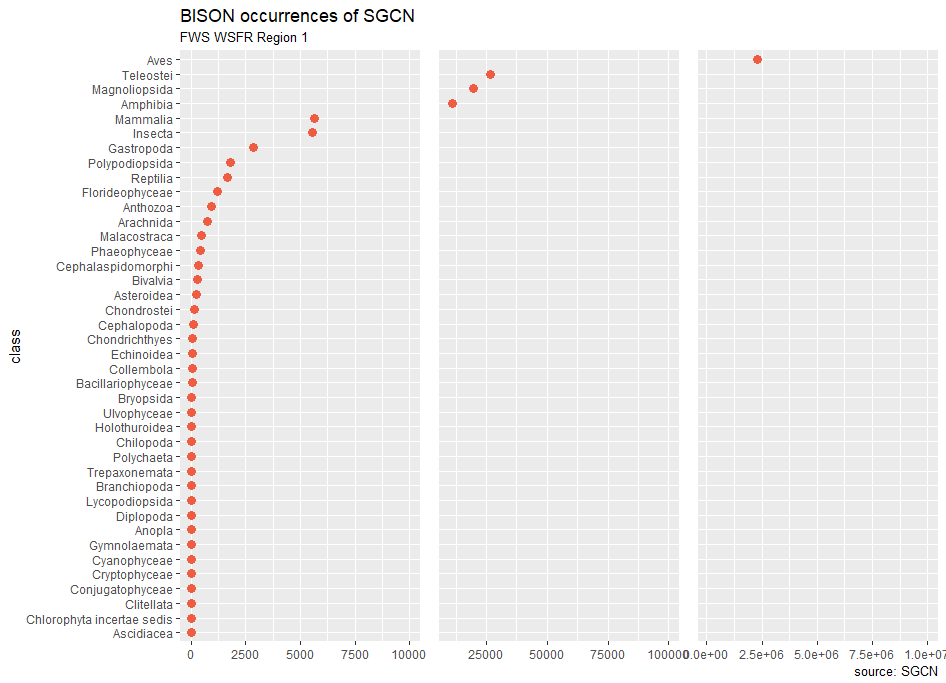 BISON occurrences of SGCN
FWS WSFR Region 1
class
Aves
Teleostei
Magnoliopsida
Amphibia
Mammalia
Insecta
Gastropoda
Polypodiopsida
Reptilia
Florideophyceae
Anthozoa
Arachnida
Malacostraca
Phaeophyceae
Cephalaspidomorphi
Bivalvia
Asteroidea
Chondrostei
Cephalopoda
Chondrichthyes
Echinoidea
Collembola
Bacillariophyceae
Bryopsida
Ulvophyceae
Holothuroidea
Chilopoda
Polychaeta
Trepaxonemata
Branchiopoda
Lycopodiopsida
Diplopoda
Anopla
Gymnolaemata
Cyanophyceae
Cryptophyceae
Conjugatophyceae
Clitellata
Chlorophyta incertae sedis
Ascidiacea
0 2500 5000 7500 10000 25000 50000 75000 100000 0.0e+00 2.5e+06 5.0e+06 7.5e+06 1.0e+07
source: SGCN